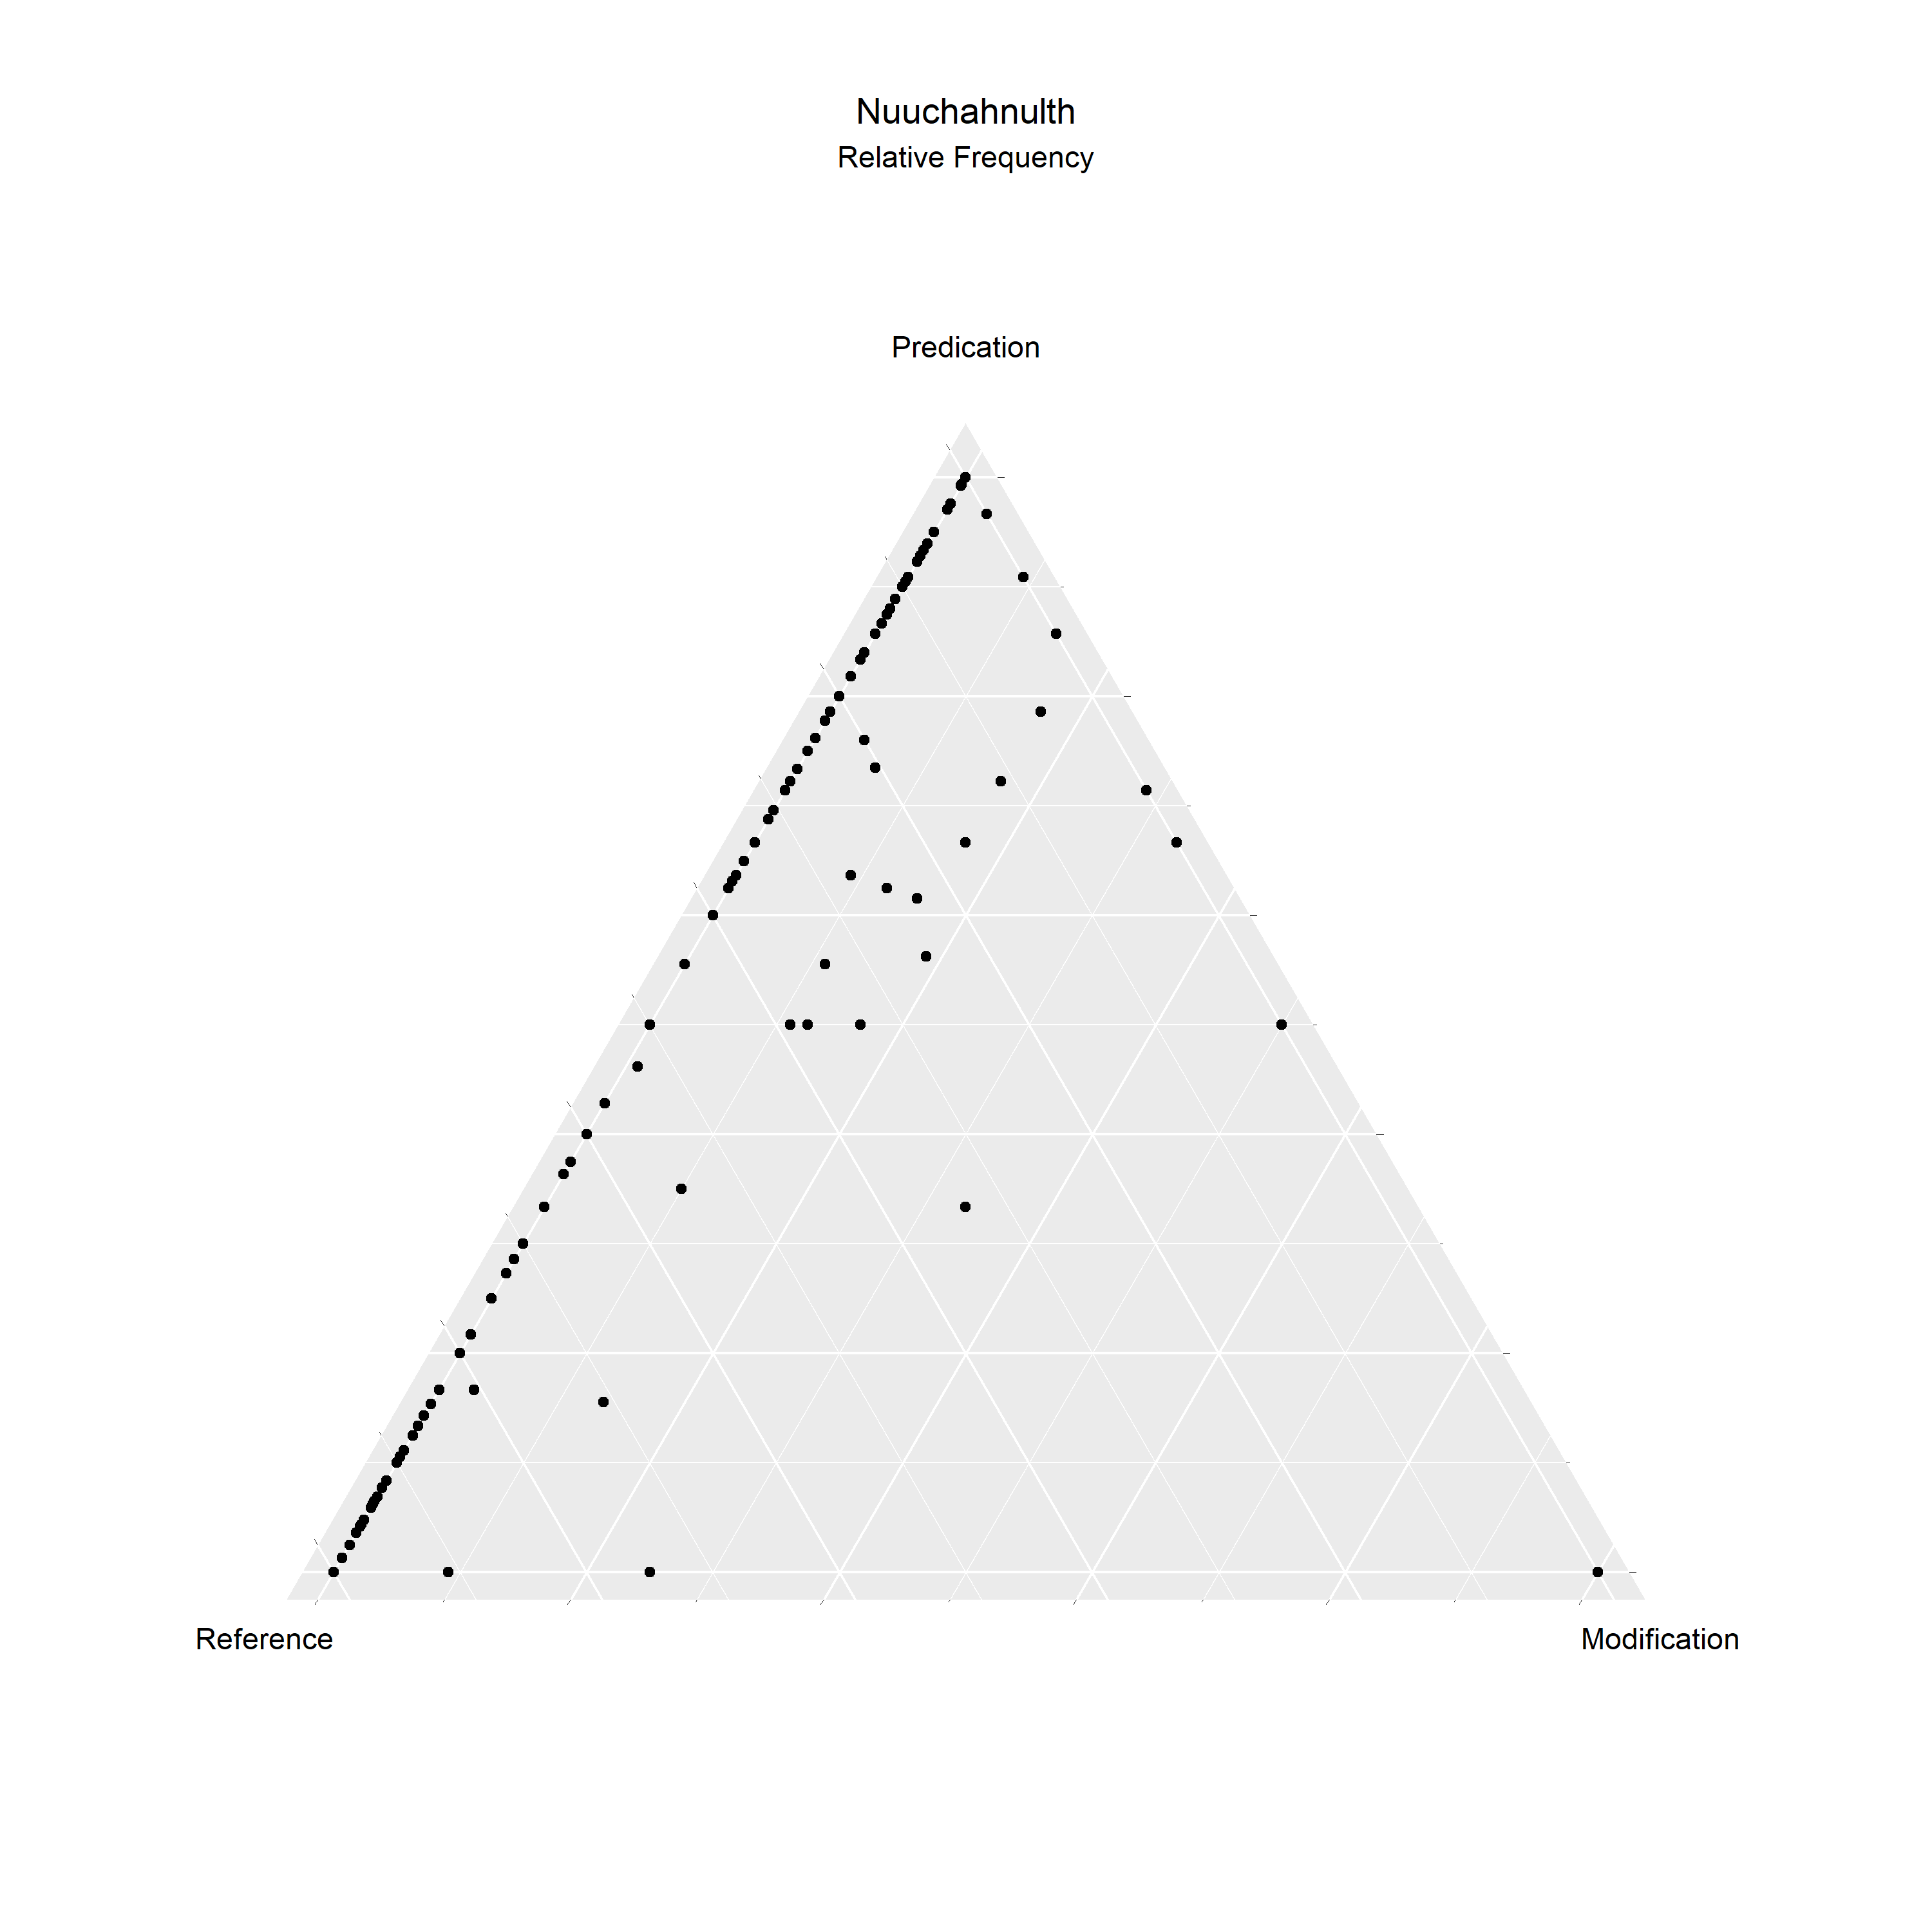 Nuuchahnulth
Relative Frequency
Predication
Reference
Modification